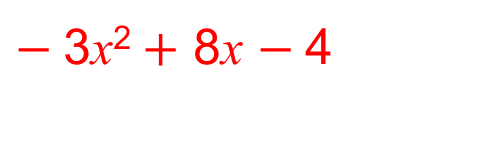 − 3x² + 8x − 4